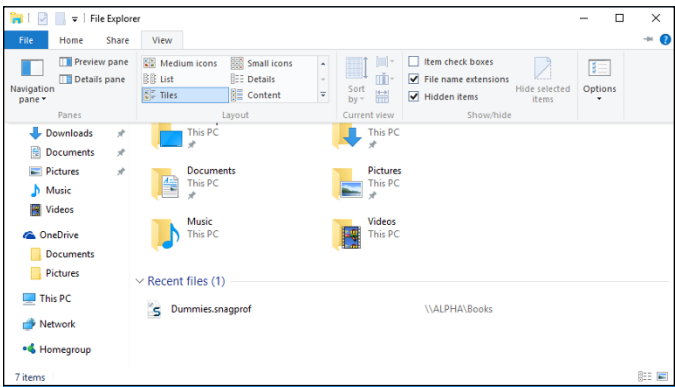 File Explorer
File Home Share View
Navigation pane
Preview pane
Details pane
Panes
Medium icons
Small icons
List
Details
Tiles
Content
Layout
Sort by
Current view
Item check boxes
File name extensions
Hidden items
Hide selected items
Show/hide
Options
Downloads
Documents
Pictures
Music
Videos
OneDrive
Documents
Pictures
This PC
Network
Homegroup
This PC
This PC
Documents
This PC
Pictures
This PC
Music
This PC
Videos
This PC
Recent files (1)
Dummies.snagprof
\\ALPHA\Books
7 items